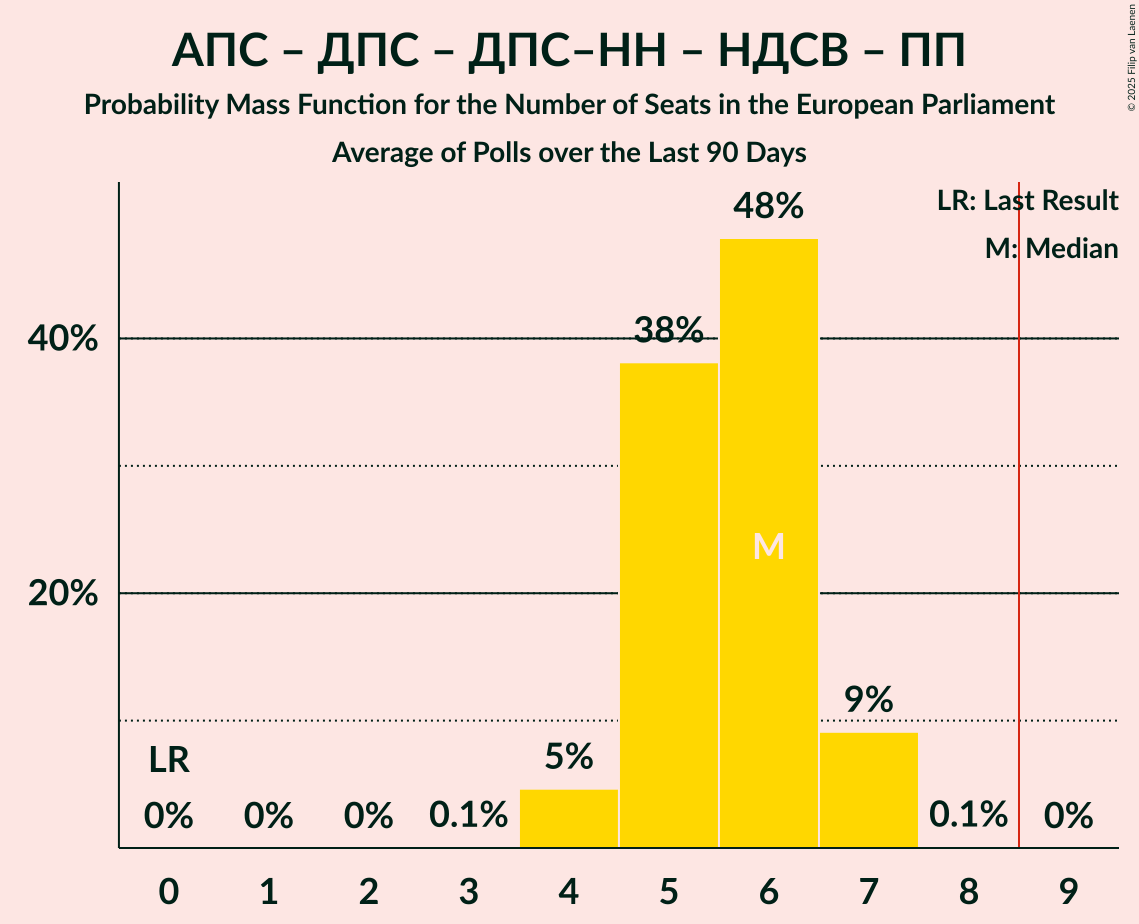 АПС – ДПС – ДПС–НН – НДСВ – ПП
Probability Mass Function for the Number of Seats in the European Parliament
Average of Polls over the Last 90 Days
© 2025 Filip van Laenen
LR: Last Result
M: Median
48%
38%
40%
M
20%
9%
5%
LR
0% 0% 0% 0.1% 0.1% 0%
0 1 2 3 4 5 6 7 8 9